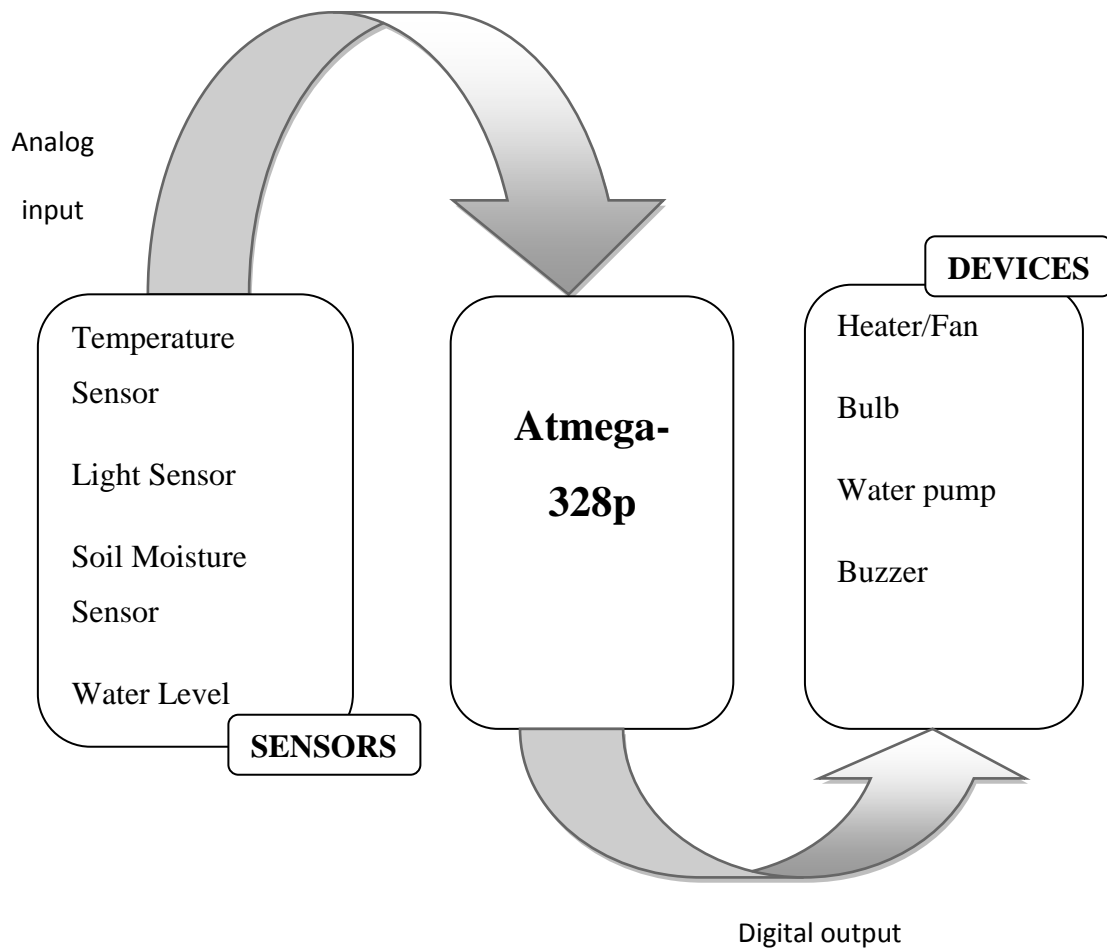 Analog
input
Temperature
Sensor
Light Sensor
Soil Moisture
Sensor
Water Level
SENSORS
Atmega-
328p
DEVICES
Heater/Fan
Bulb
Water pump
Buzzer
Digital output